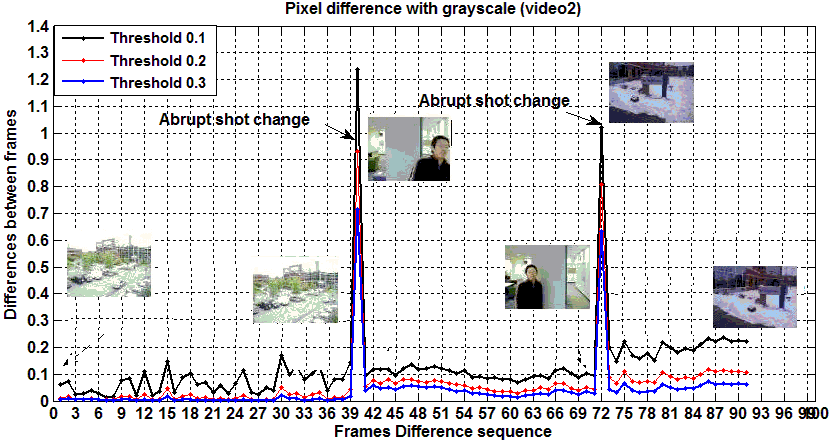 Pixel difference with grayscale (video2)
1.4
1.3
1.2
1.1
1
0.9
0.8
0.7
0.6
0.5
0.4
0.3
0.2
0.1
0
Differences between frames
Threshold 0.1
Threshold 0.2
Threshold 0.3
Abrupt shot change
Abrupt shot change
0 3 6 9 12 15 18 21 24 27 30 33 36 39 42 45 48 51 54 57 60 63 66 69 72 75 78 81 84 87 90 93 96 99 100
Frames Difference sequence